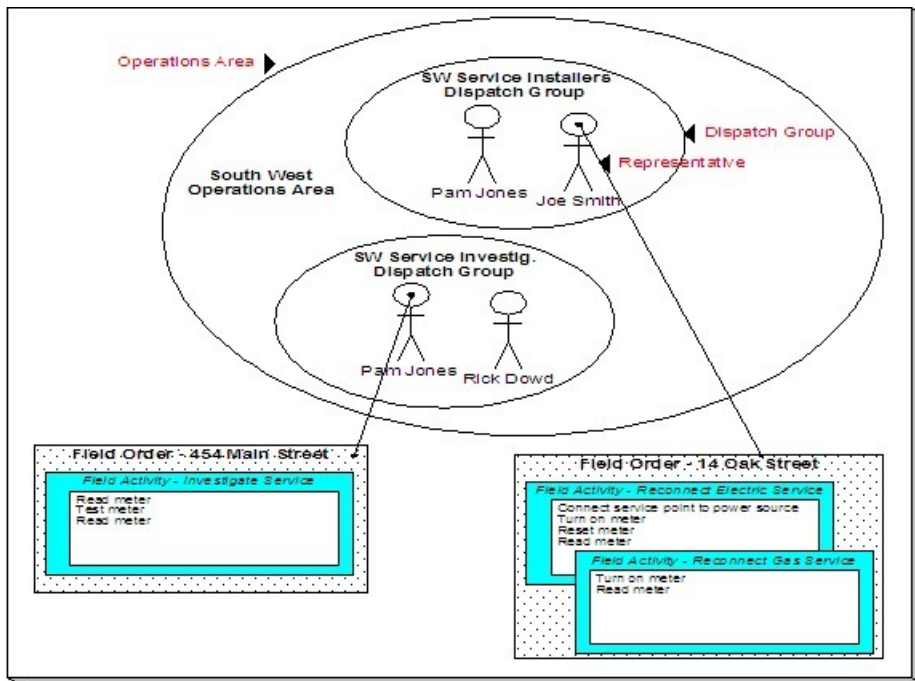 Operations Area
SW Service Installers
Dispatch Group
Dispatch Group
Representative
South West
Operations Area
Pam Jones
Joe Smith
SW Service Investig.
Dispatch Group
Pam Jones
Rick Dowd
Field Order - 454 Main Street
Field Activity - Investigate Service
Read meter
Test meter
Read meter
Field Order - 14 Oak Street
Field Activity - Reconnect Electric Service
Connect service point to power source
Turn on meter
Reset meter
Read meter
Field Activity - Reconnect Gas Service
Turn on meter
Read meter